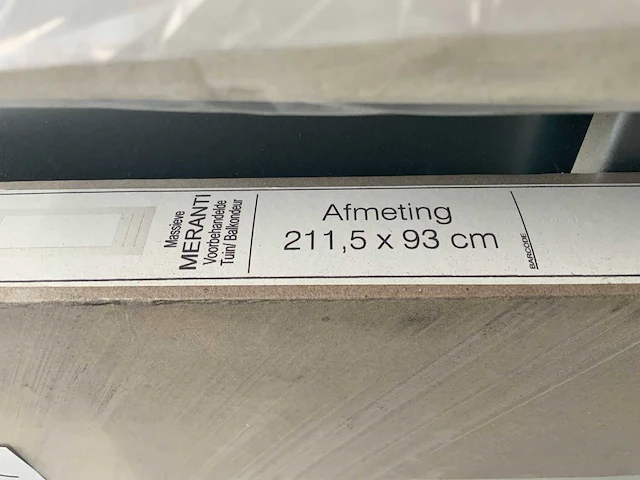 Massieve
MERANTI
Voorbehandelde
Tuin/ Balkondeur
Afmeting
211,5 x 93 cm
BARCODE